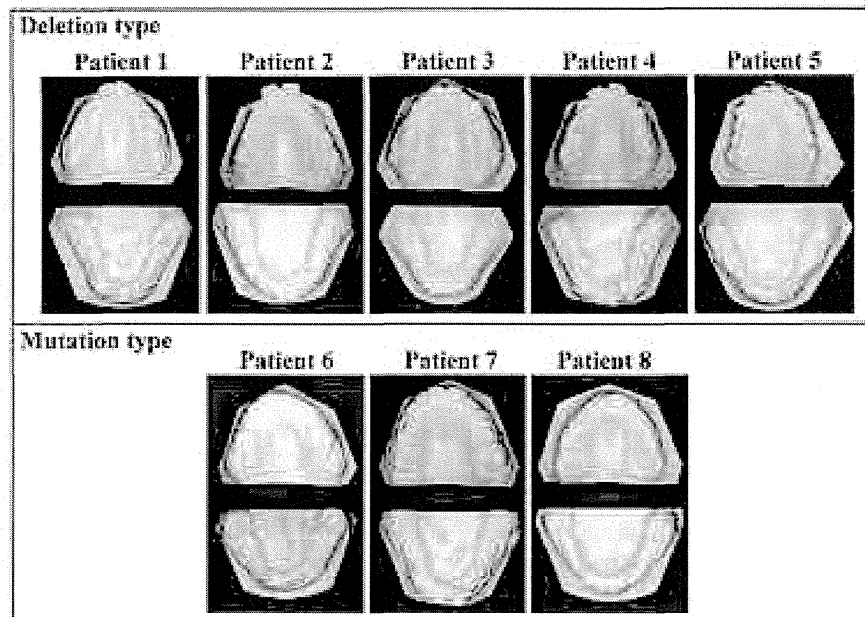 Deletion type
Patient 1 Patient 2 Patient 3 Patient 4 Patient 5
Mutation type
Patient 6 Patient 7 Patient 8